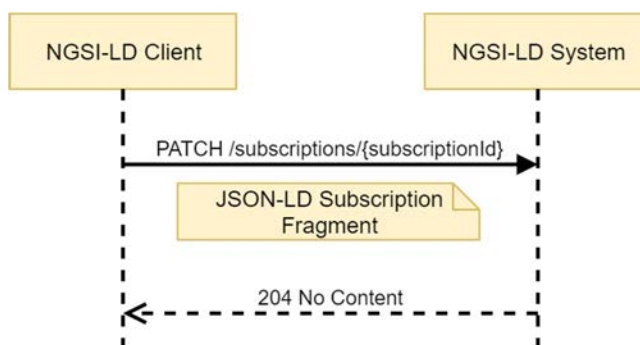 NGSI-LD Client
NGSI-LD System
PATCH /subscriptions/{subscriptionId}
JSON-LD Subscription
Fragment
204 No Content